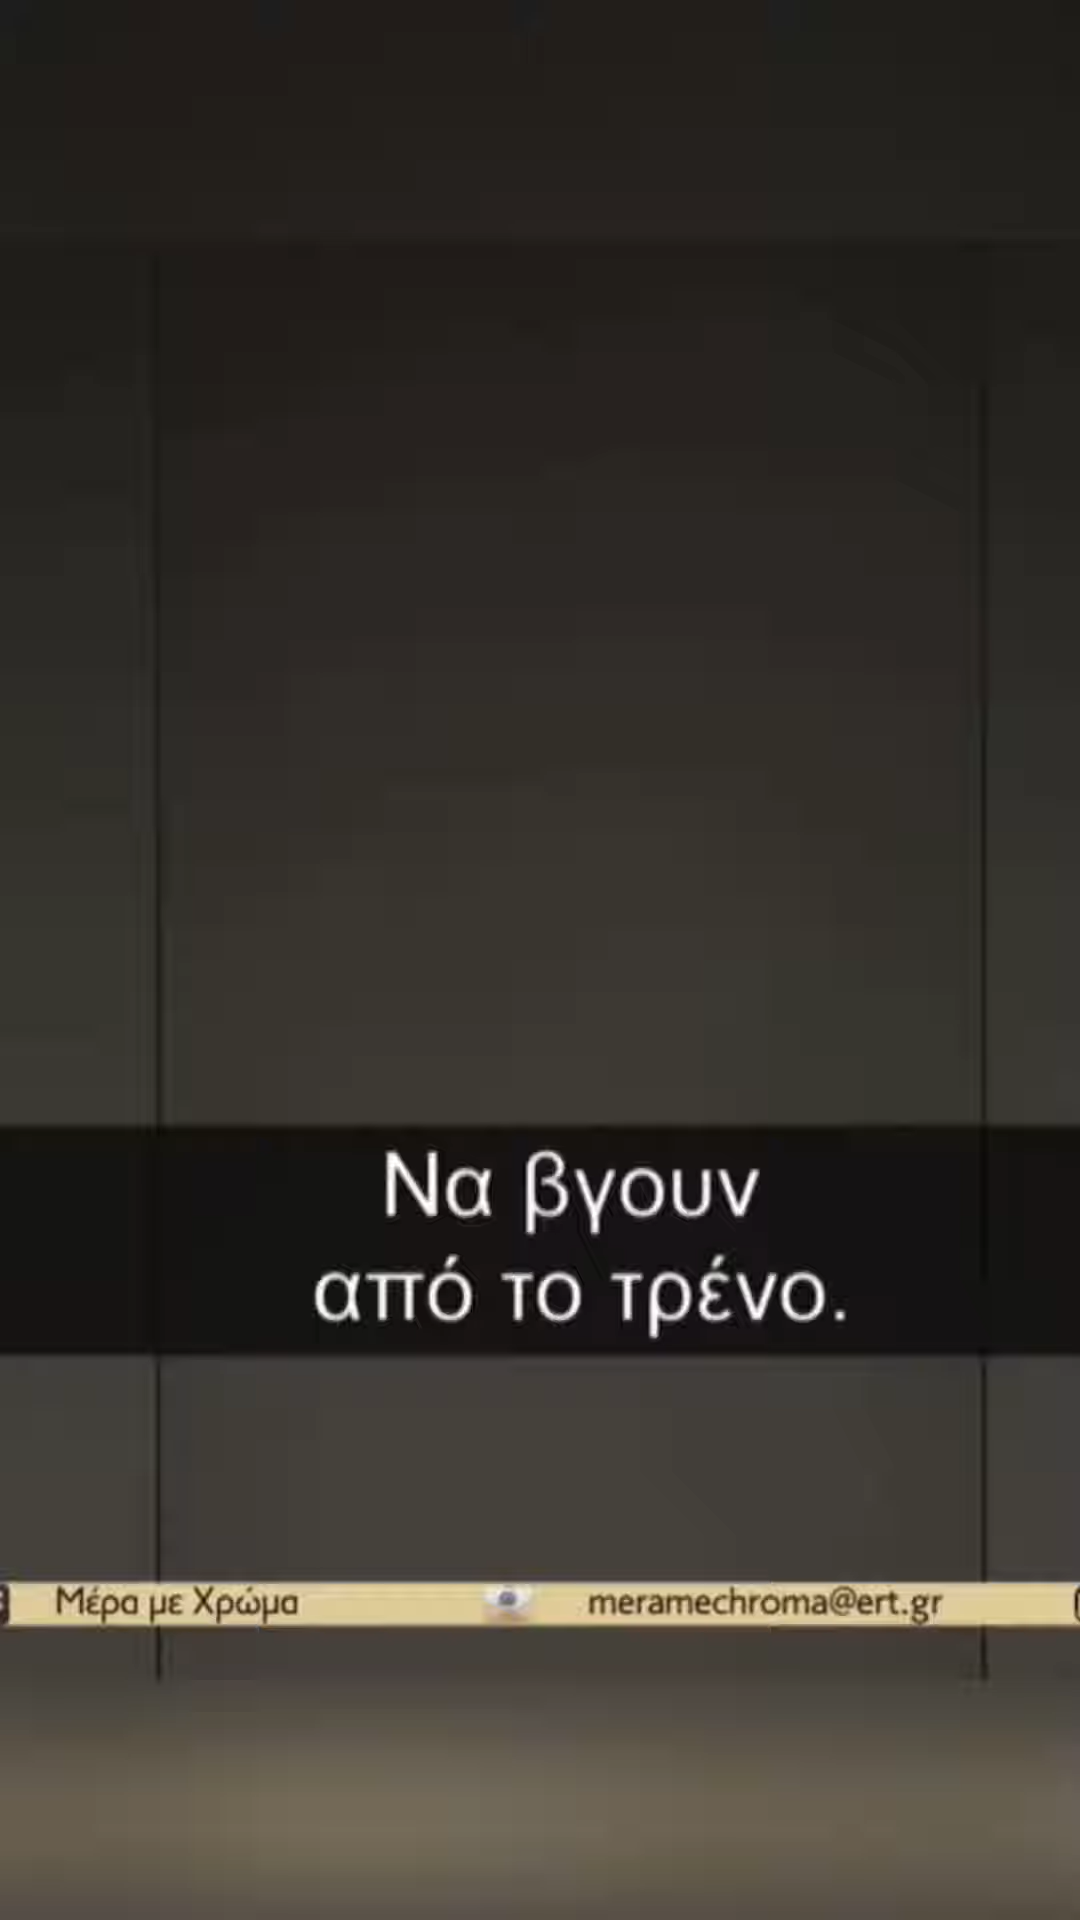 Να βγουν
από το τρένο.
Μέρα με Χρώμα
meramechroma@ert.gr